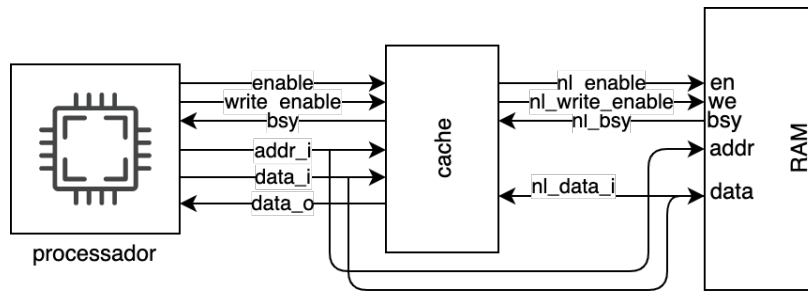 enable
write_enable
bsy
addr_i
data_i
data_o
processador
cache
nl_enable
nl_write_enable
nl_bsy
nl_data_i
en
we
bsy
addr
data
RAM